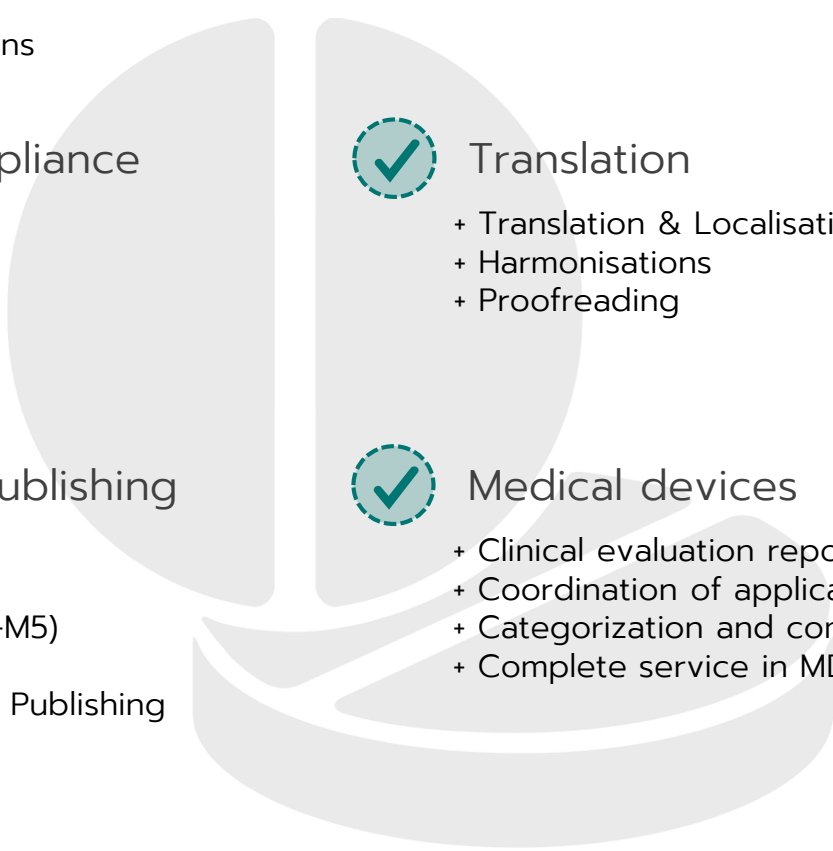 ns
pliance
ublishing
-M5)
Publishing
Translation
+ Translation & Localisati
+ Harmonisations
+ Proofreading
Medical devices
+ Clinical evaluation repo
+ Coordination of applica
+ Categorization and con
+ Complete service in MD